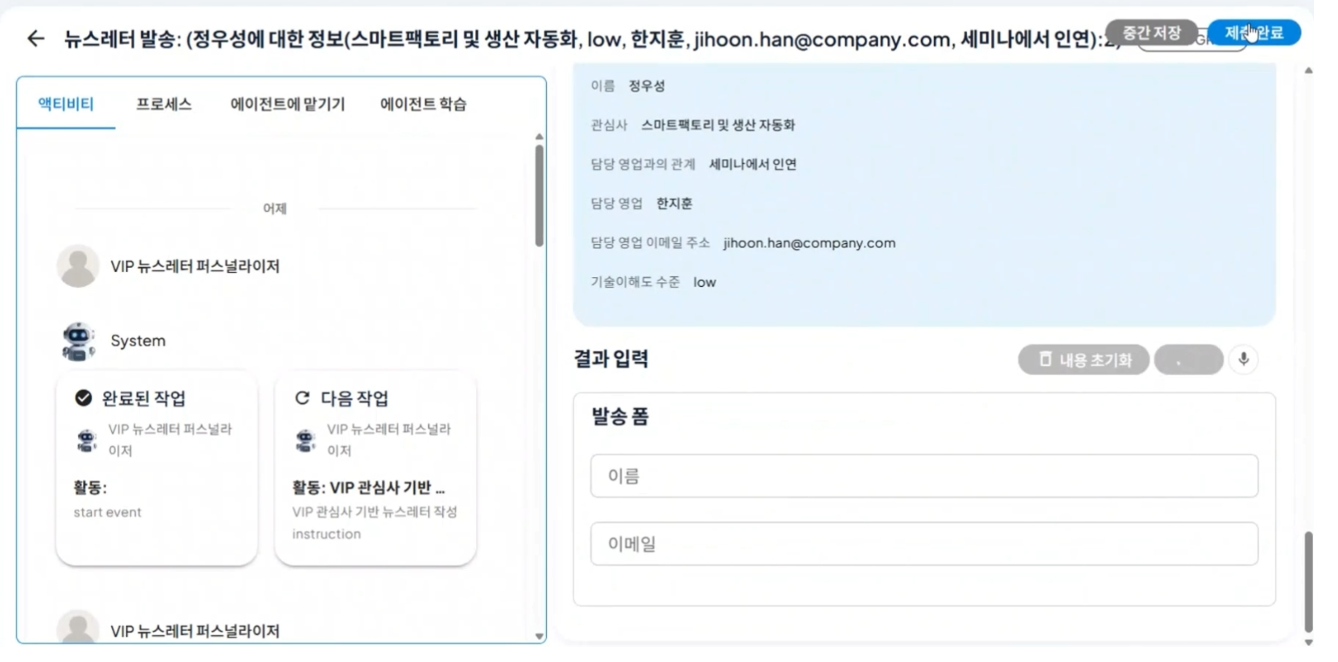 뉴스레터 발송: (정우성에 대한 정보(스마트팩토리 및 생산 자동화, low, 한지훈, jihoon.han@company.com, 세미나에서 인연):
중간 저장
제출 완료
액티비티
프로세스
에이전트에 맡기기
에이전트 학습
어제
VIP 뉴스레터 퍼스널라이저
System
완료된 작업
VIP 뉴스레터 퍼스널라
이저
활동:
start event
다음 작업
VIP 뉴스레터 퍼스널라
이저
활동: VIP 관심사 기반 ...
VIP 관심사 기반 뉴스레터 작성
instruction
VIP 뉴스레터 퍼스널라이저
이름 정우성
관심사 스마트팩토리 및 생산 자동화
담당 영업과의 관계 세미나에서 인연
담당 영업 한지훈
담당 영업 이메일 주소 jihoon.han@company.com
기술이해도 수준 low
결과 입력
내용 초기화
발송 폼
이름
이메일